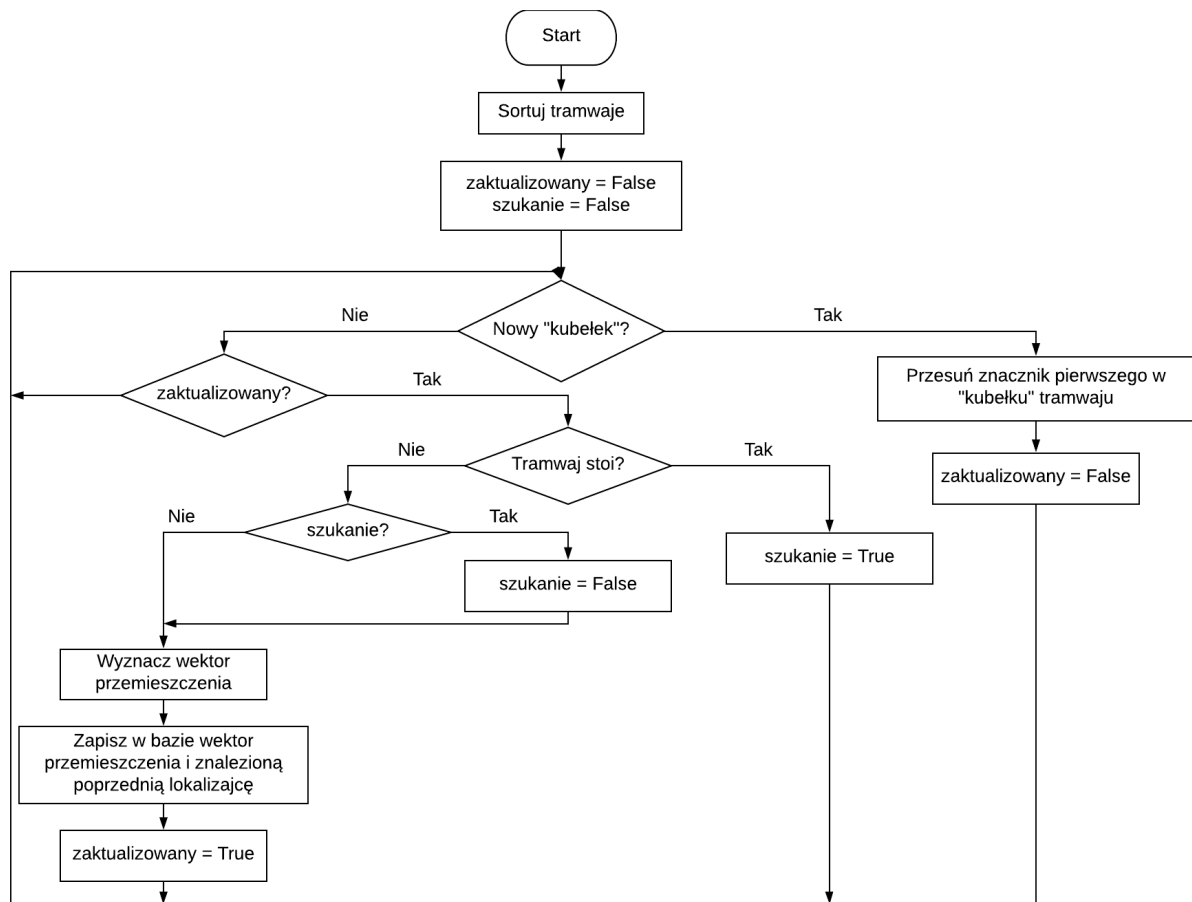 Start
Sortuj tramwaje
zaktualizowany = False
szukanie = False
Nie
Nowy "kubełek"?
Tak
zaktualizowany?
Tak
Przesuń znacznik pierwszego w
"kubełku" tramwaju
Nie
Tramwaj stoi?
Tak
zaktualizowany = False
Nie
szukanie?
Tak
szukanie = True
szukanie = False
Wyznacz wektor
przemieszczenia
Zapisz w bazie wektor
przemieszczenia i znalezioną
poprzednią lokalizajcę
zaktualizowany = True